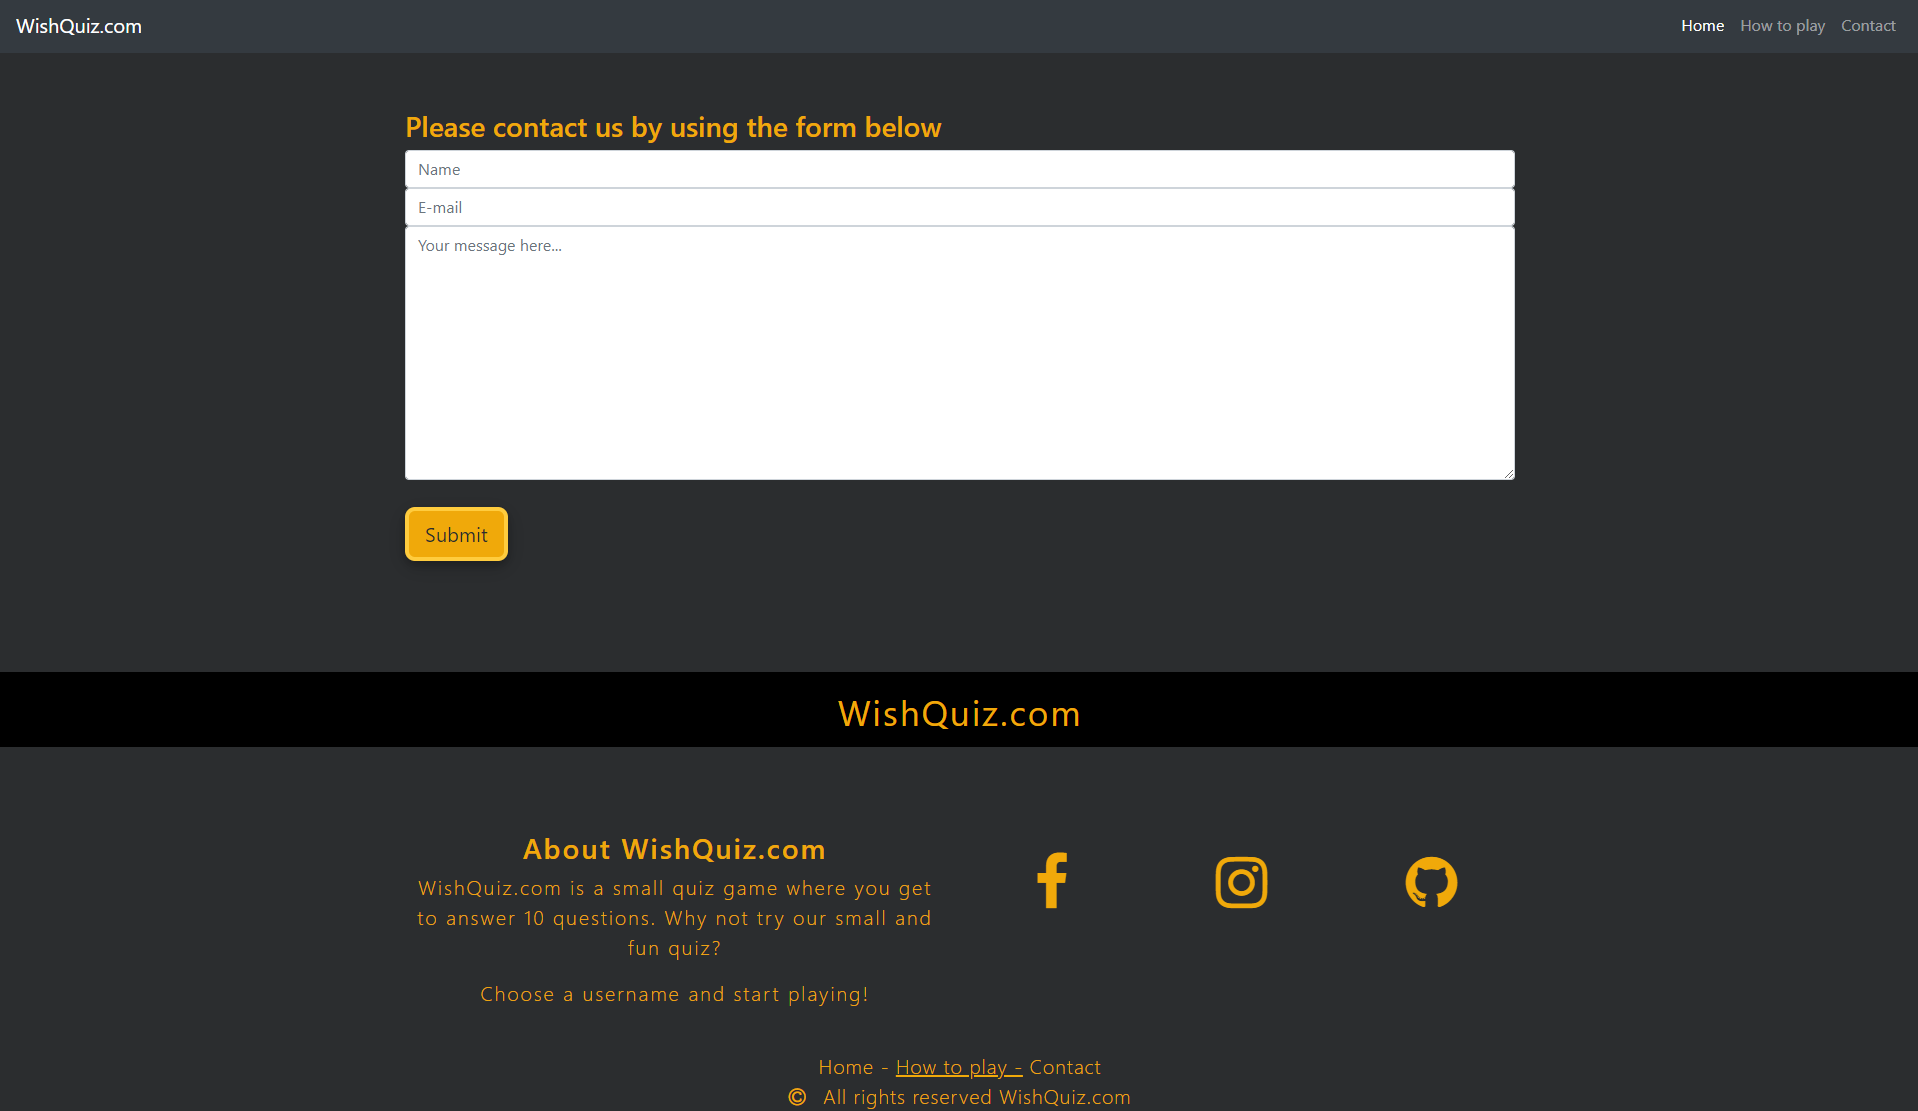 WishQuiz.com
Home How to play Contact
Please contact us by using the form below
Name
E-mail
Your message here...
Submit
WishQuiz.com
About WishQuiz.com
WishQuiz.com is a small quiz game where you get
to answer 10 questions. Why not try our small and
fun quiz?
Choose a username and start playing!
Home - How to play - Contact
© All rights reserved WishQuiz.com